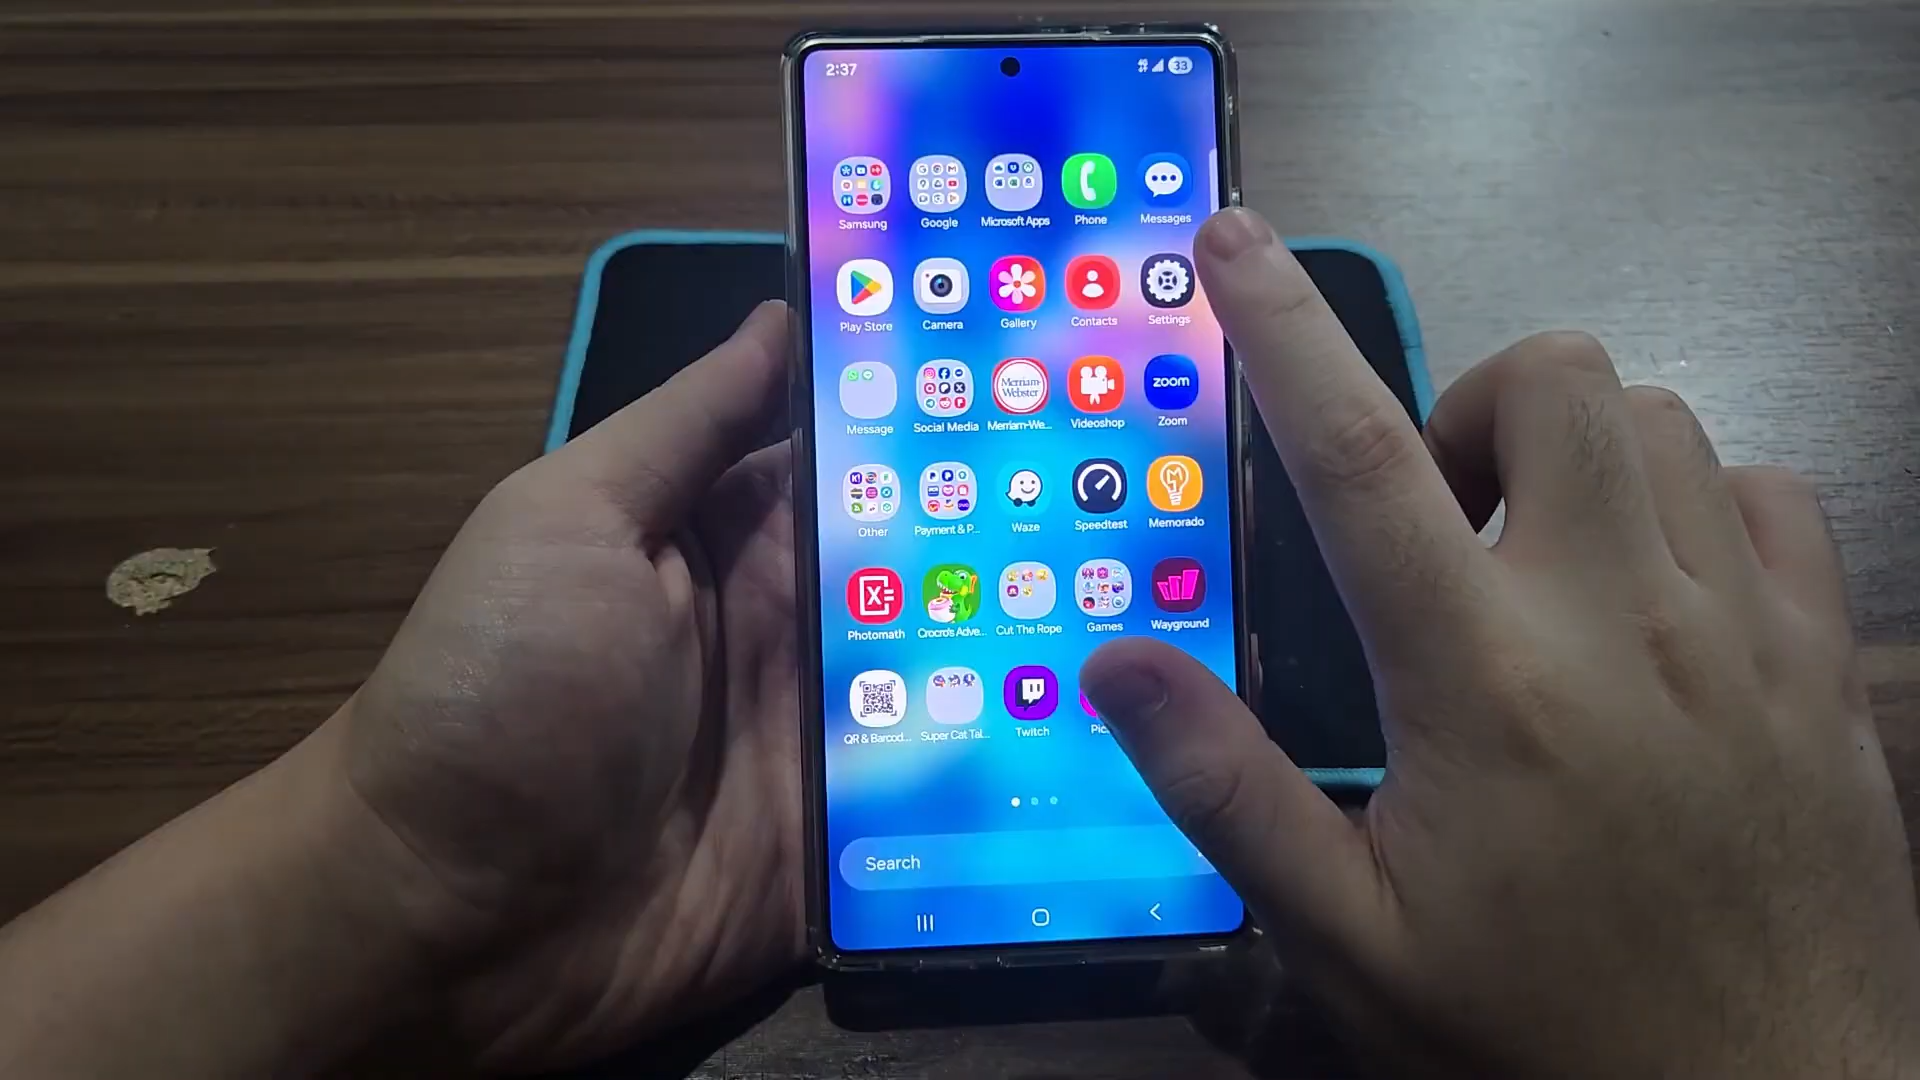 2:37
33
Samsung
Google
Microsoft Apps
Phone
Messages
Play Store
Camera
Gallery
Contacts
Settings
Message
Social Media
Merriam-Webster
Merriam-We...
Videoshop
zoom
Zoom
Other
Payment & P...
Waze
Speedtest
Memorado
Photomath
Crocro's Adve...
Cut The Rope
Games
Wayground
QR & Barcod...
Super Cat Tal...
Twitch
Search